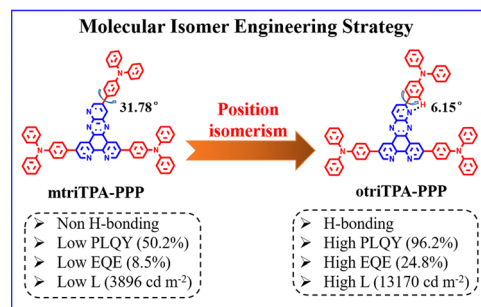 Molecular Isomer Engineering Strategy
N
N
31.78°
H
6.15°
Position
isomerism
N
N
N
N
N
N
N
N
N
N
N
N
N
N
mtriTPA-PPP
otriTPA-PPP
➢ Non H-bonding
➢ Low PLQY (50.2%)
➢ Low EQE (8.5%)
➢ Low L (3896 cd m-2)
➢ H-bonding
➢ High PLQY (96.2%)
➢ High EQE (24.8%)
➢ High L (13170 cd m-2)